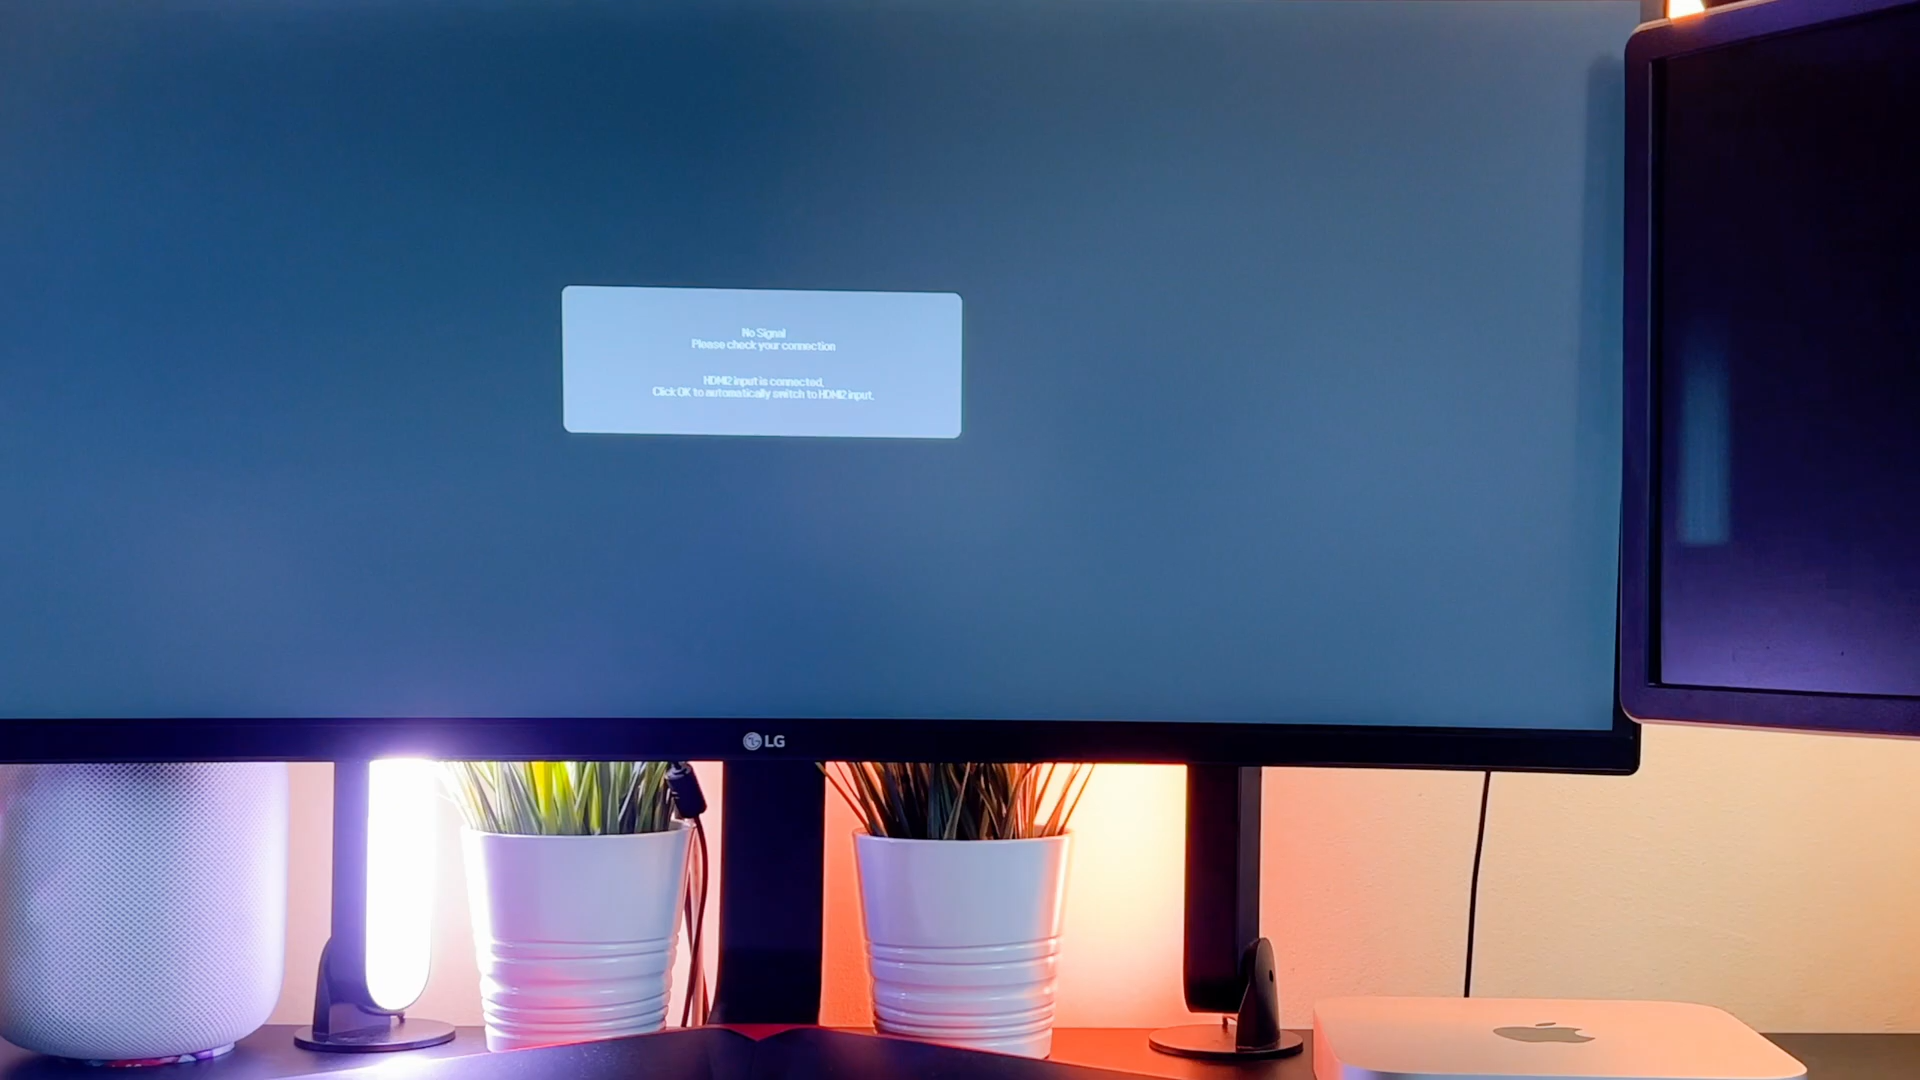 No Signal
Please check your connection
HDMI2 input is connected.
Click OK to automatically switch to HDMI2 input.
LG